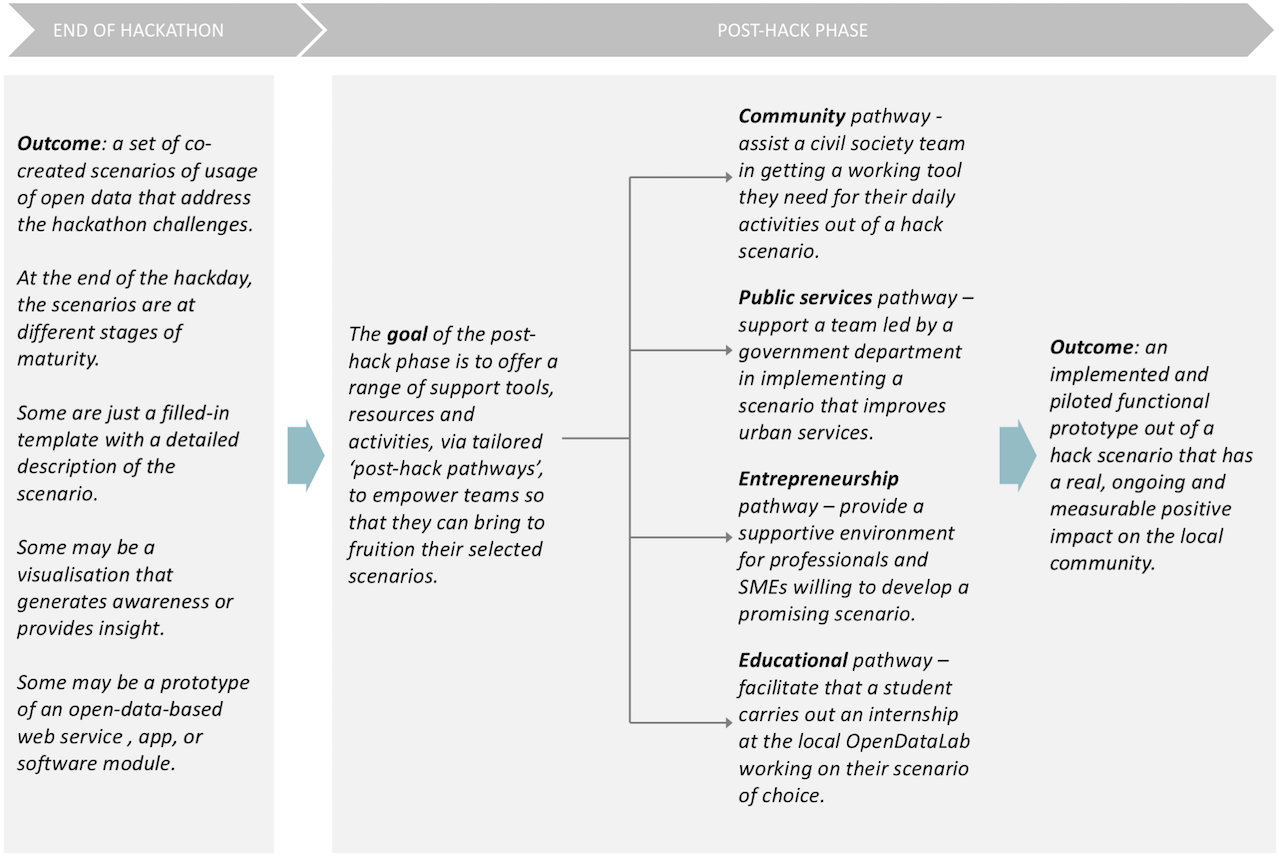 END OF HACKATHON
POST-HACK PHASE
Outcome: a set of co-
created scenarios of usage
of open data that address
the hackathon challenges.
At the end of the hackday,
the scenarios are at
different stages of
maturity.
Some are just a filled-in
template with a detailed
description of the
scenario.
Some may be a
visualisation that
generates awareness or
provides insight.
Some may be a prototype
of an open-data-based
web service , app, or
software module.
The goal of the post-
hack phase is to offer a
range of support tools,
resources and
activities, via tailored
‘post-hack pathways’,
to empower teams so
that they can bring to
fruition their selected
scenarios.
Community pathway -
assist a civil society team
in getting a working tool
they need for their daily
activities out of a hack
scenario.
Public services pathway –
support a team led by a
government department
in implementing a
scenario that improves
urban services.
Entrepreneurship
pathway – provide a
supportive environment
for professionals and
SMEs willing to develop a
promising scenario.
Educational pathway –
facilitate that a student
carries out an internship
at the local OpenDataLab
working on their scenario
of choice.
Outcome: an
implemented and
piloted functional
prototype out of a
hack scenario that has
a real, ongoing and
measurable positive
impact on the local
community.